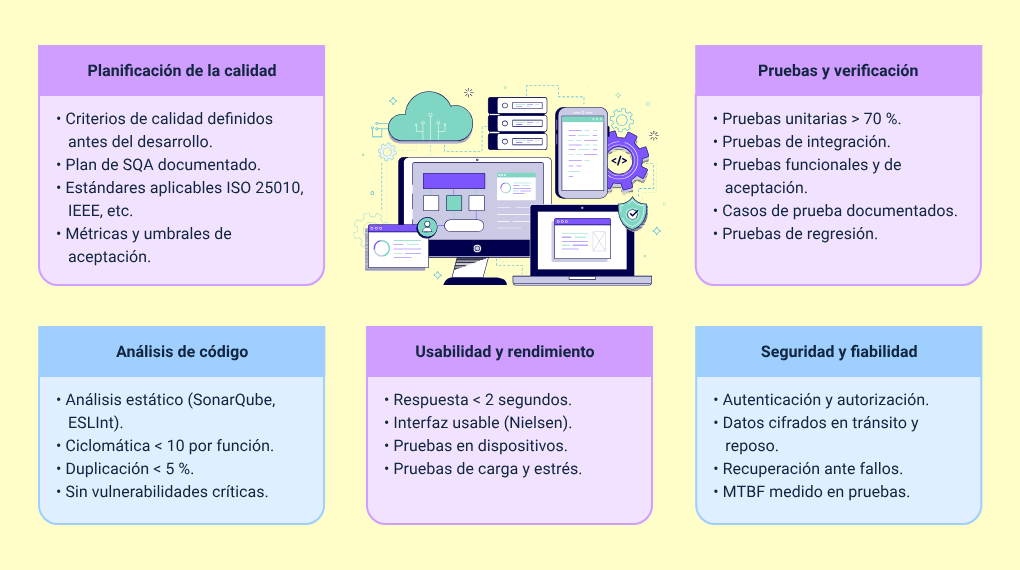 Planificación de la calidad
• Criterios de calidad definidos
antes del desarrollo.
• Plan de SQA documentado.
• Estándares aplicables ISO 25010,
IEEE, etc.
• Métricas y umbrales de
aceptación.
</>
Pruebas y verificación
• Pruebas unitarias > 70 %.
• Pruebas de integración.
• Pruebas funcionales y de
aceptación.
• Casos de prueba documentados.
• Pruebas de regresión.
Análisis de código
• Análisis estático (SonarQube,
ESLInt).
• Ciclomática < 10 por función.
• Duplicación < 5 %.
• Sin vulnerabilidades críticas.
Usabilidad y rendimiento
• Respuesta < 2 segundos.
• Interfaz usable (Nielsen).
• Pruebas en dispositivos.
• Pruebas de carga y estrés.
Seguridad y fiabilidad
• Autenticación y autorización.
• Datos cifrados en tránsito y
reposo.
• Recuperación ante fallos.
• MTBF medido en pruebas.